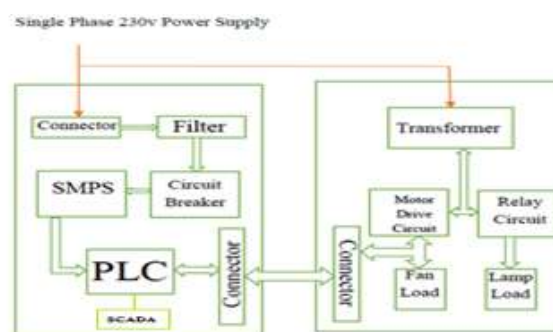 Single Phase 230v Power Supply
Connector
Filter
SMPS
Circuit
Breaker
PLC
Connector
SCADA
Transformer
Motor
Drive
Circuit
Relay
Circuit
Connector
Fan
Load
Lamp
Load